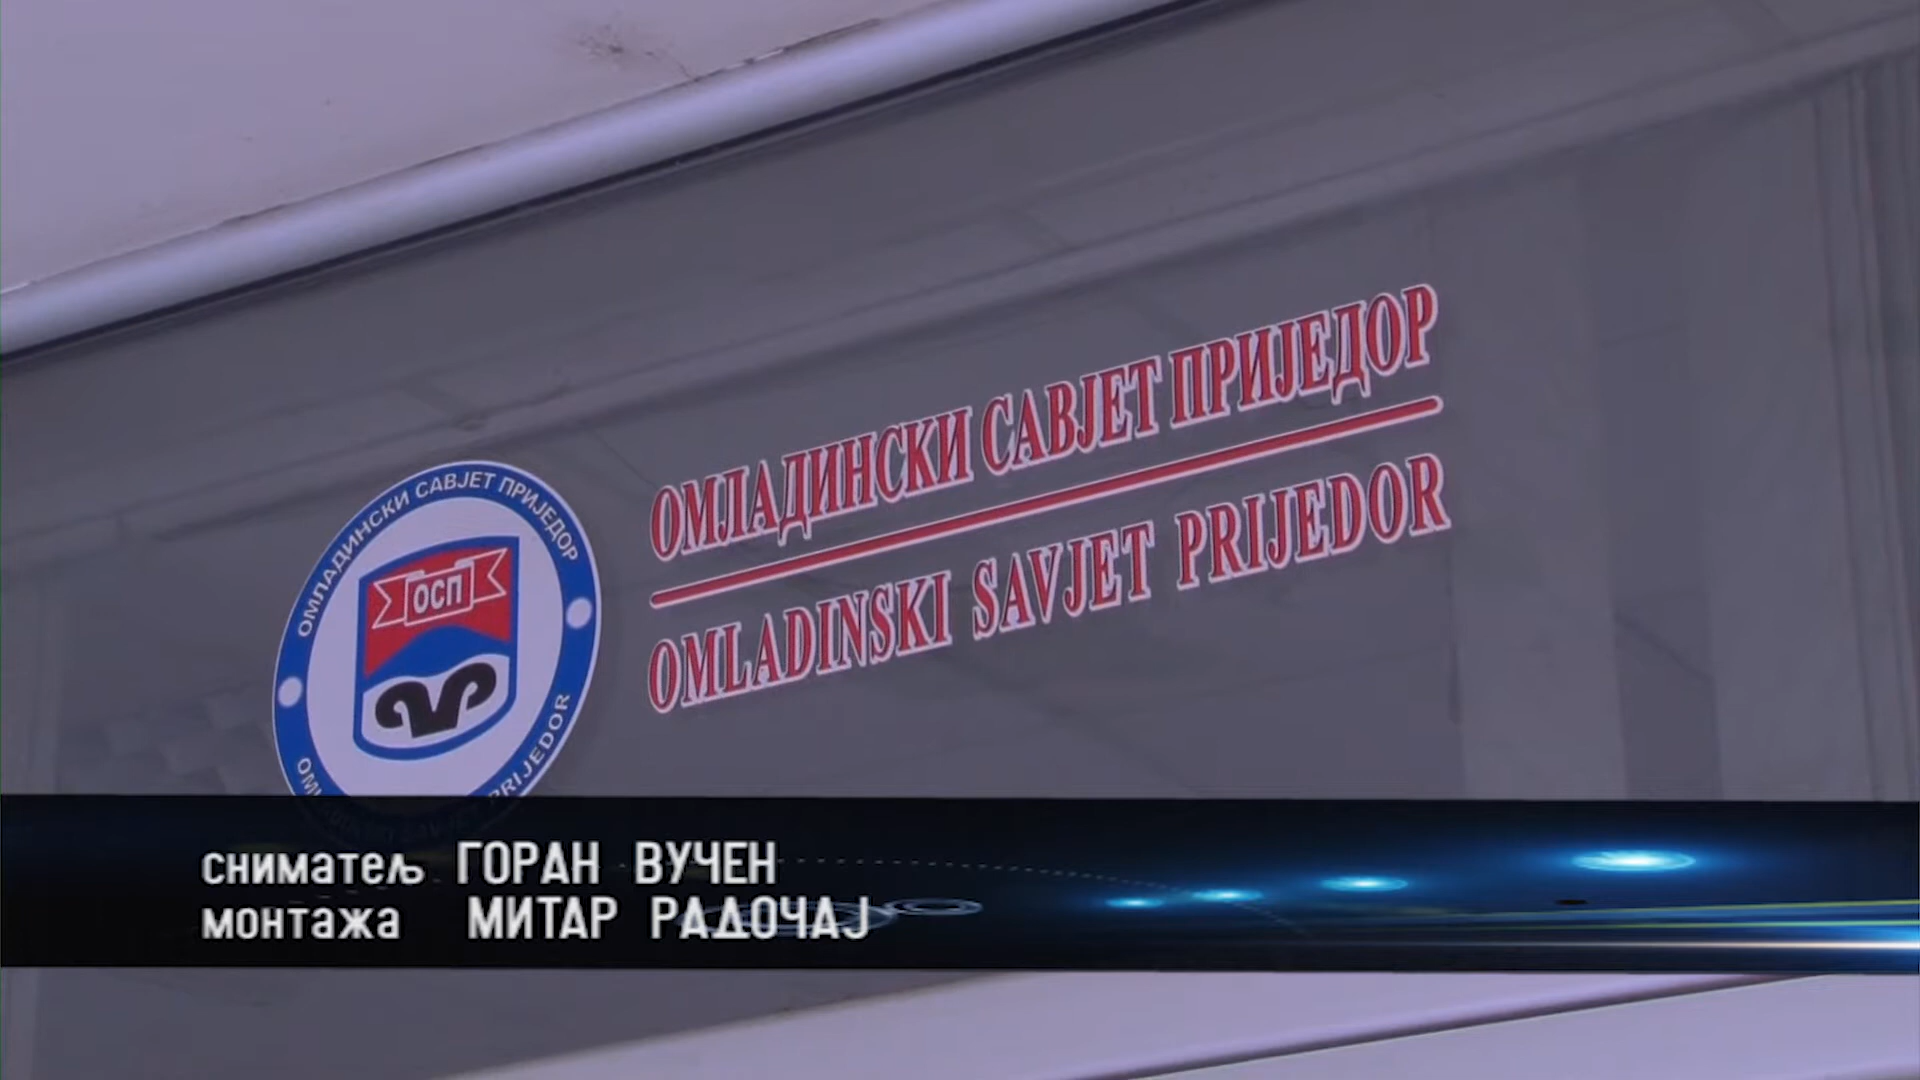 ОМЛАДИНСКИ САВЈЕТ ПРИЈЕДОР
OMLADINSKI SAVJET PRIJEDOR
ОМЛАДИНСКИ САВЈЕТ ПРИЈЕДОР
ОСП
PRIJEDOR
сниматељ ГОРАН ВУЧЕН
монтажа МИТАР РАДОЧАЈ